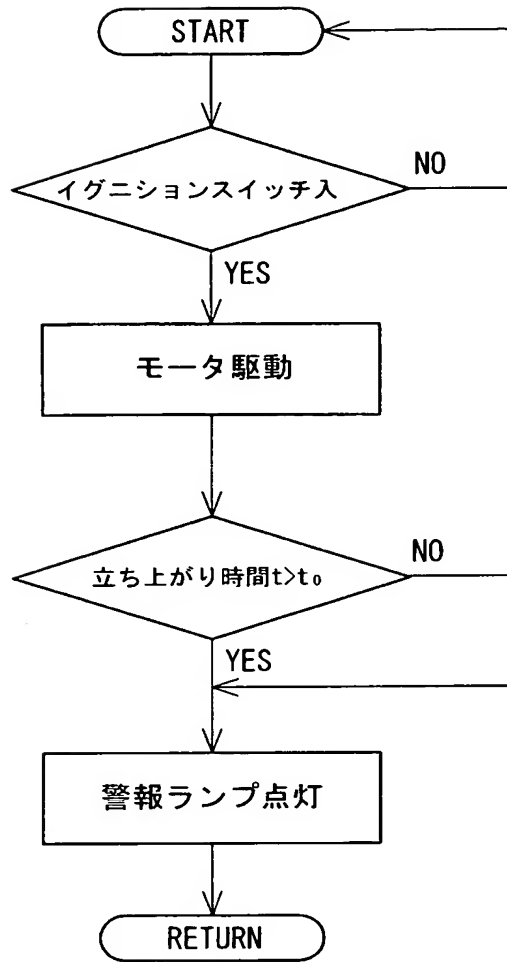 START
イグニションスイッチ入
NO
YES
モータ駆動
立ち上がり時間t>t₀
NO
YES
警報ランプ点灯
RETURN